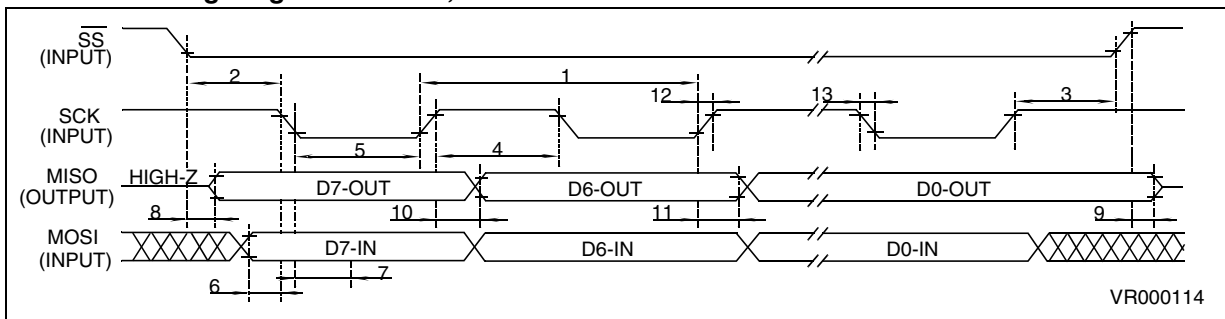 SS
(INPUT)
2
1
SCK
(INPUT)
12
13
3
5
4
MISO
(OUTPUT)
HIGH-Z
D7-OUT
D6-OUT
D0-OUT
8
10
11
9
MOSI
(INPUT)
D7-IN
D6-IN
D0-IN
7
6
VR000114